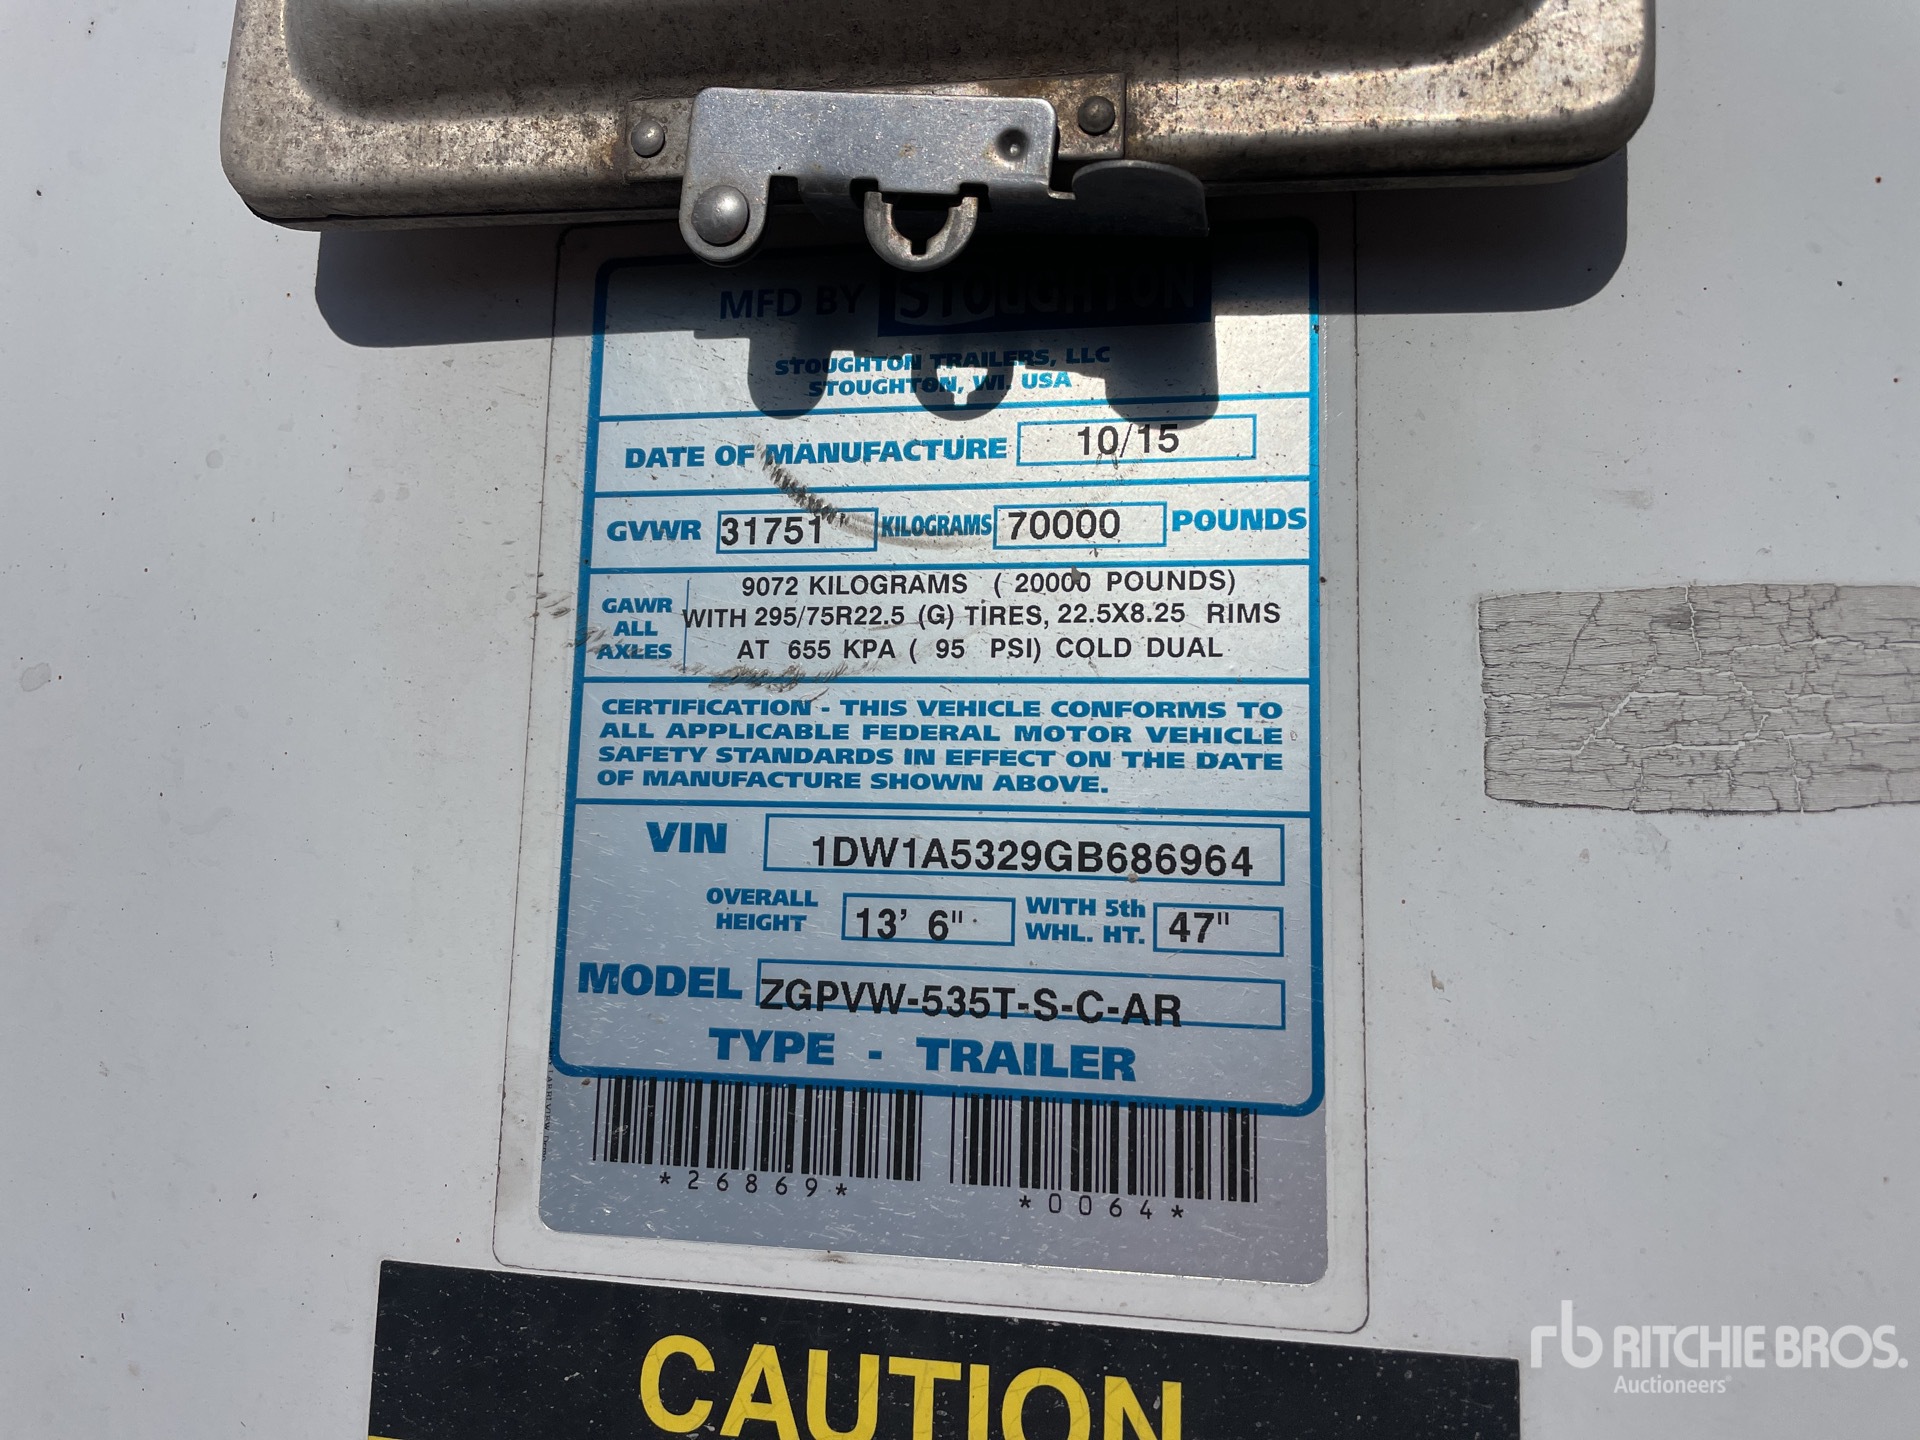 MFD BY STOUGHTON
STOUGHTON TRAILERS, LLC
STOUGHTON, WI. USA
DATE OF MANUFACTURE 10/15
GVWR 31751 KILOGRAMS 70000 POUNDS
GAWR ALL AXLES
9072 KILOGRAMS ( 20000 POUNDS)
WITH 295/75R22.5 (G) TIRES, 22.5X8.25 RIMS
AT 655 KPA ( 95 PSI) COLD DUAL
CERTIFICATION - THIS VEHICLE CONFORMS TO
ALL APPLICABLE FEDERAL MOTOR VEHICLE
SAFETY STANDARDS IN EFFECT ON THE DATE
OF MANUFACTURE SHOWN ABOVE.
VIN 1DW1A5329GB686964
OVERALL HEIGHT 13' 6" WITH 5th WHL. HT. 47"
MODEL ZGPVW-535T-S-C-AR
TYPE - TRAILER
*26869*
*0064*
CAUTION
rb RITCHIE BROS.
Auctioneers